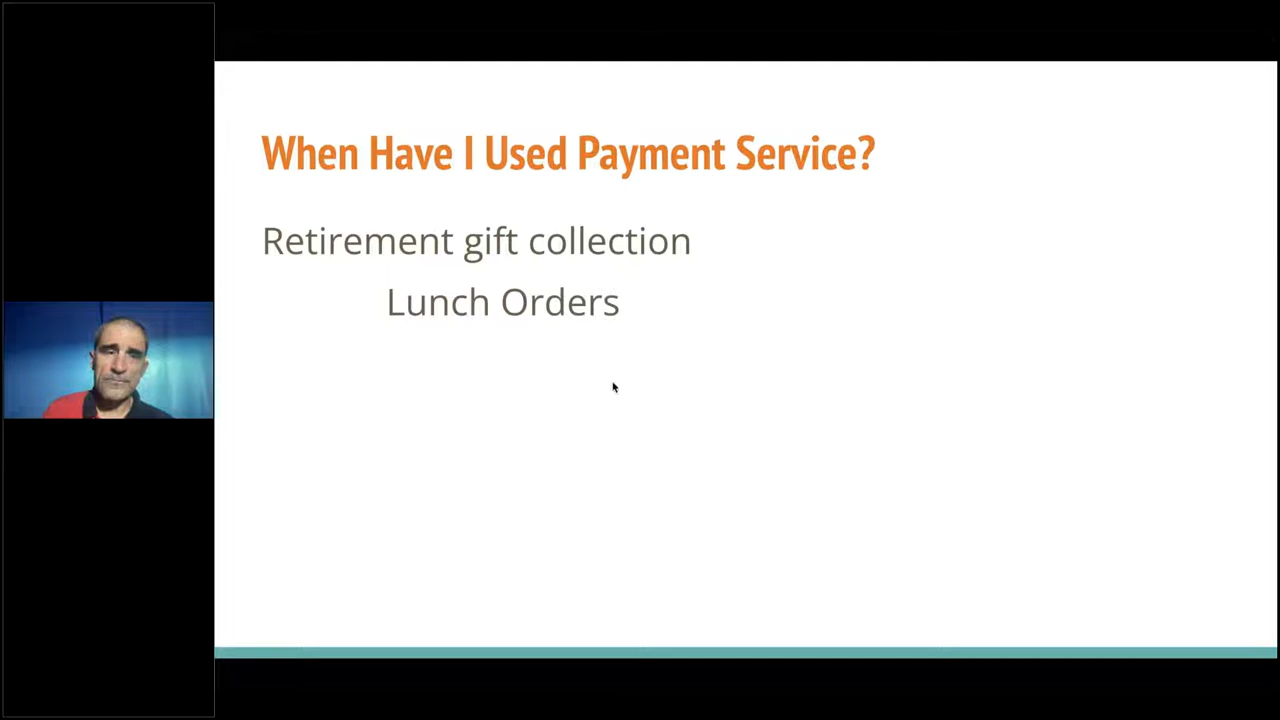 When Have I Used Payment Service?
Retirement gift collection
Lunch Orders